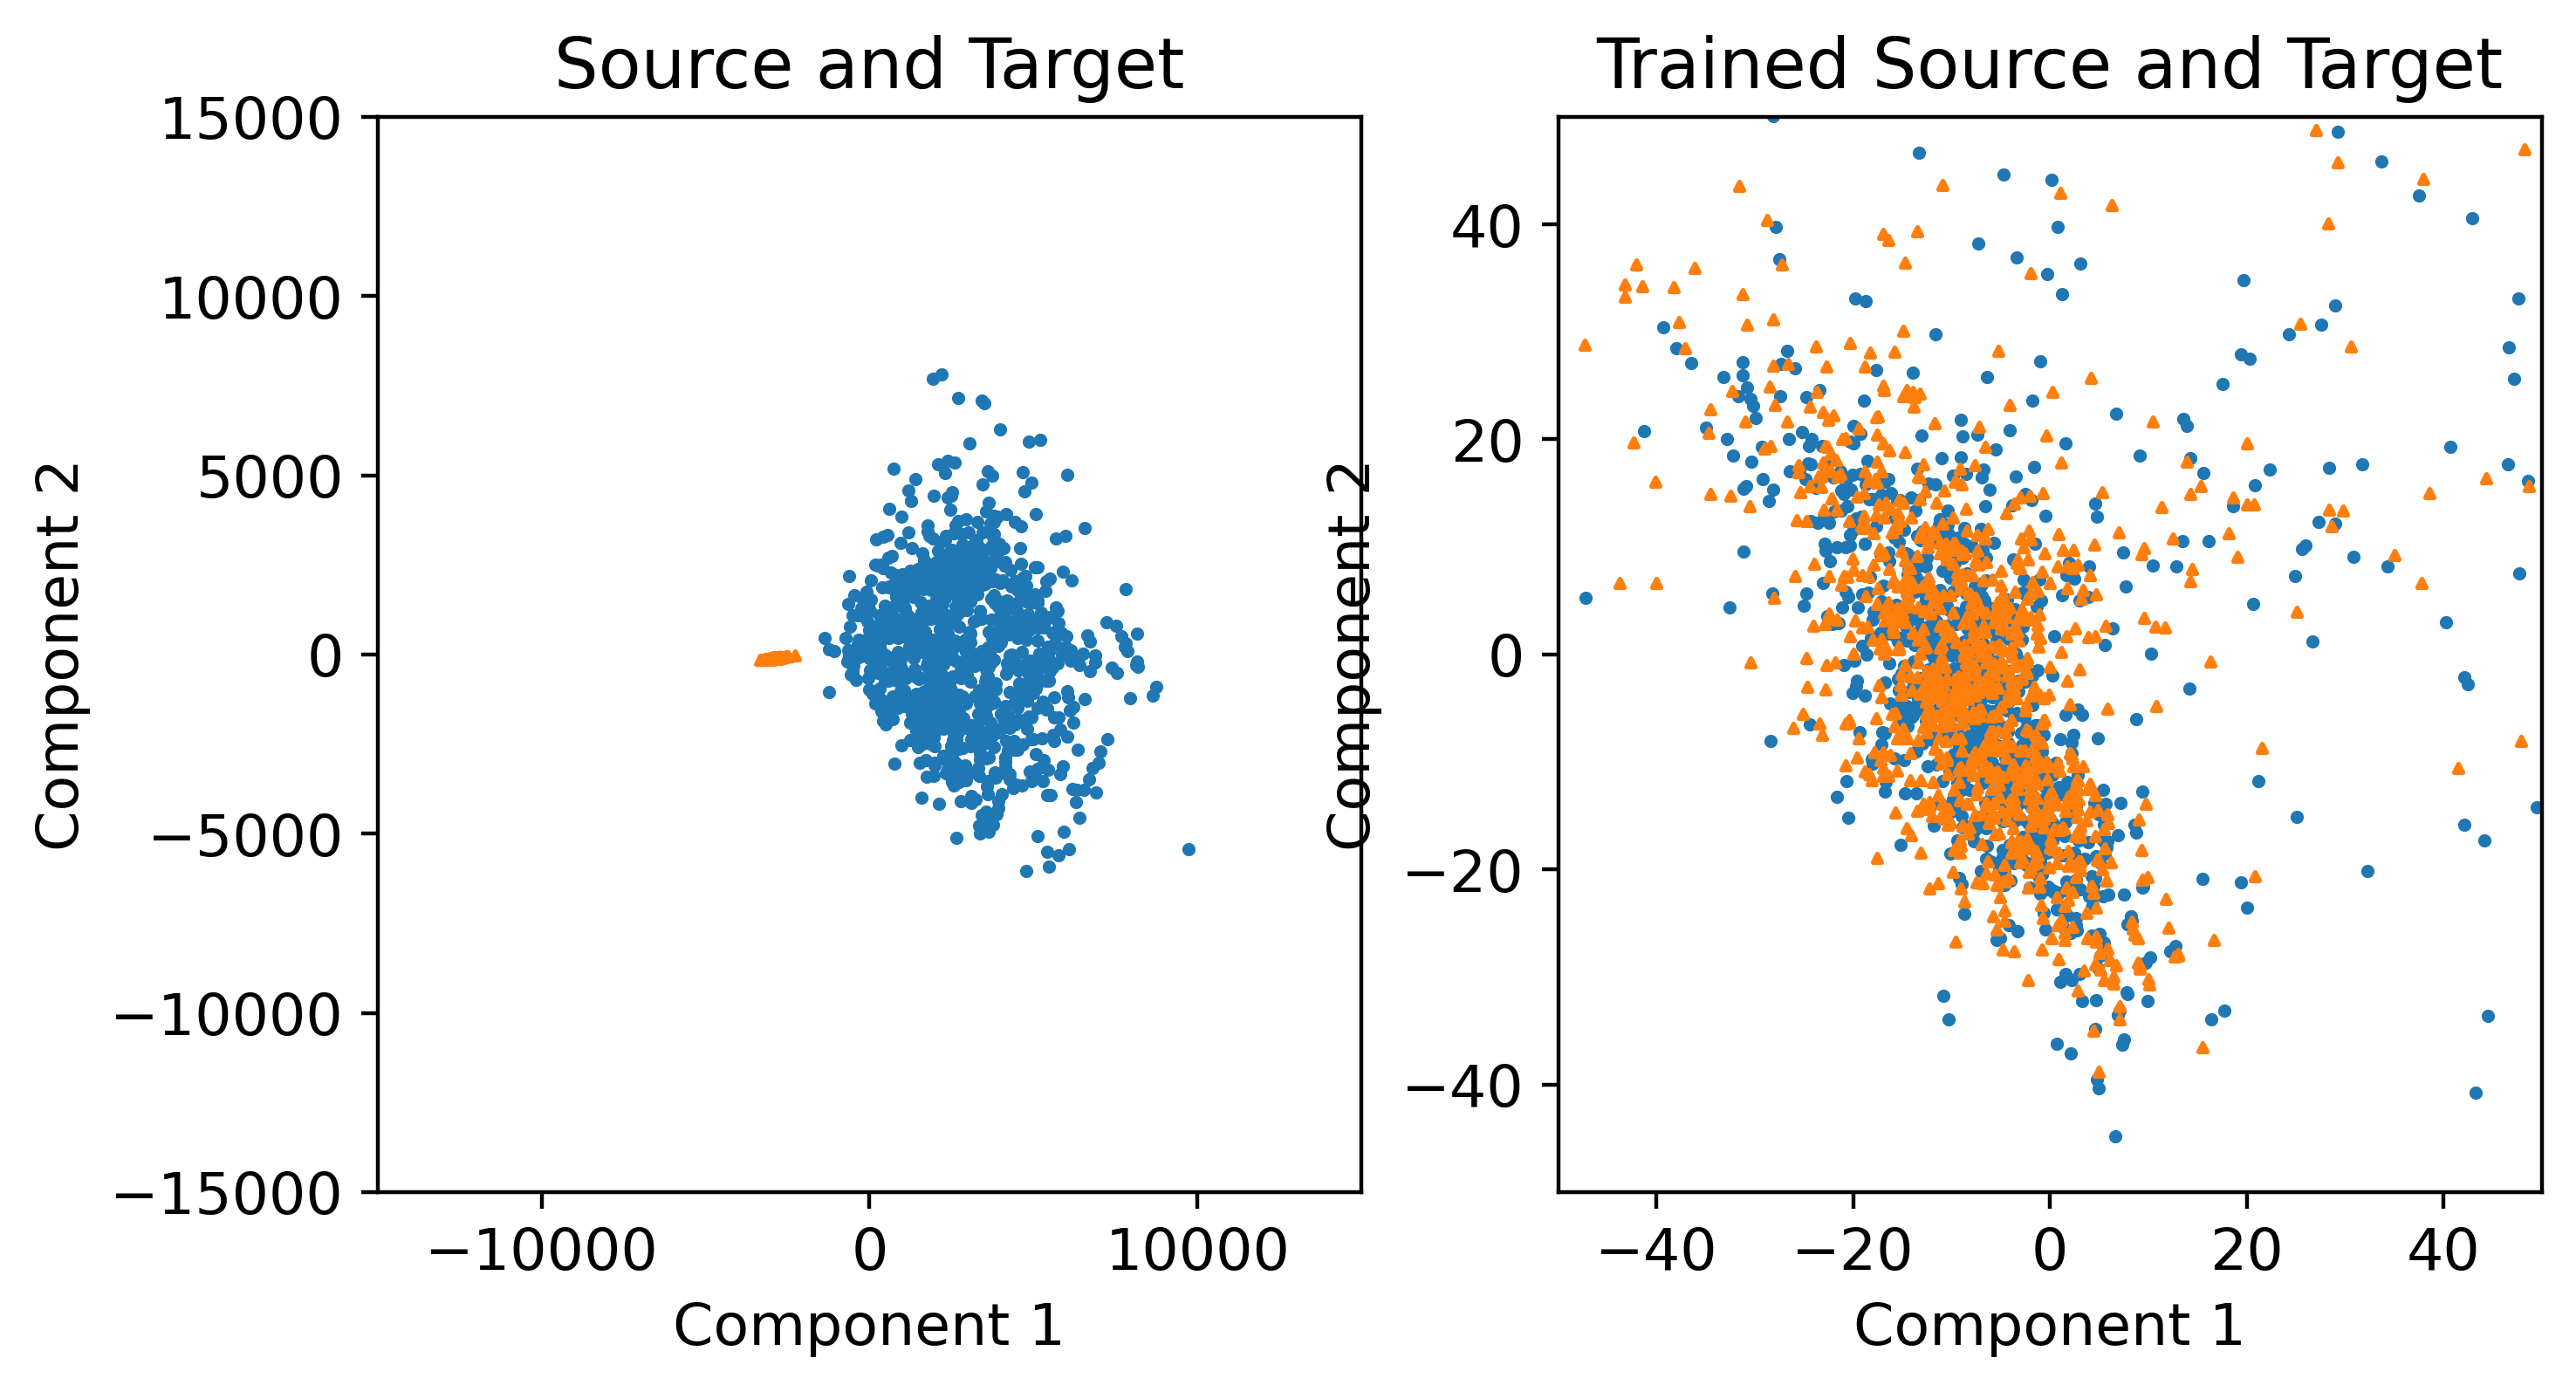 Source and Target
15000
10000
5000
0
−5000
−10000
−15000
Component 2
−10000 0 10000
Component 1
Trained Source and Target
40
20
0
−20
−40
Component 2
−40 −20 0 20 40
Component 1